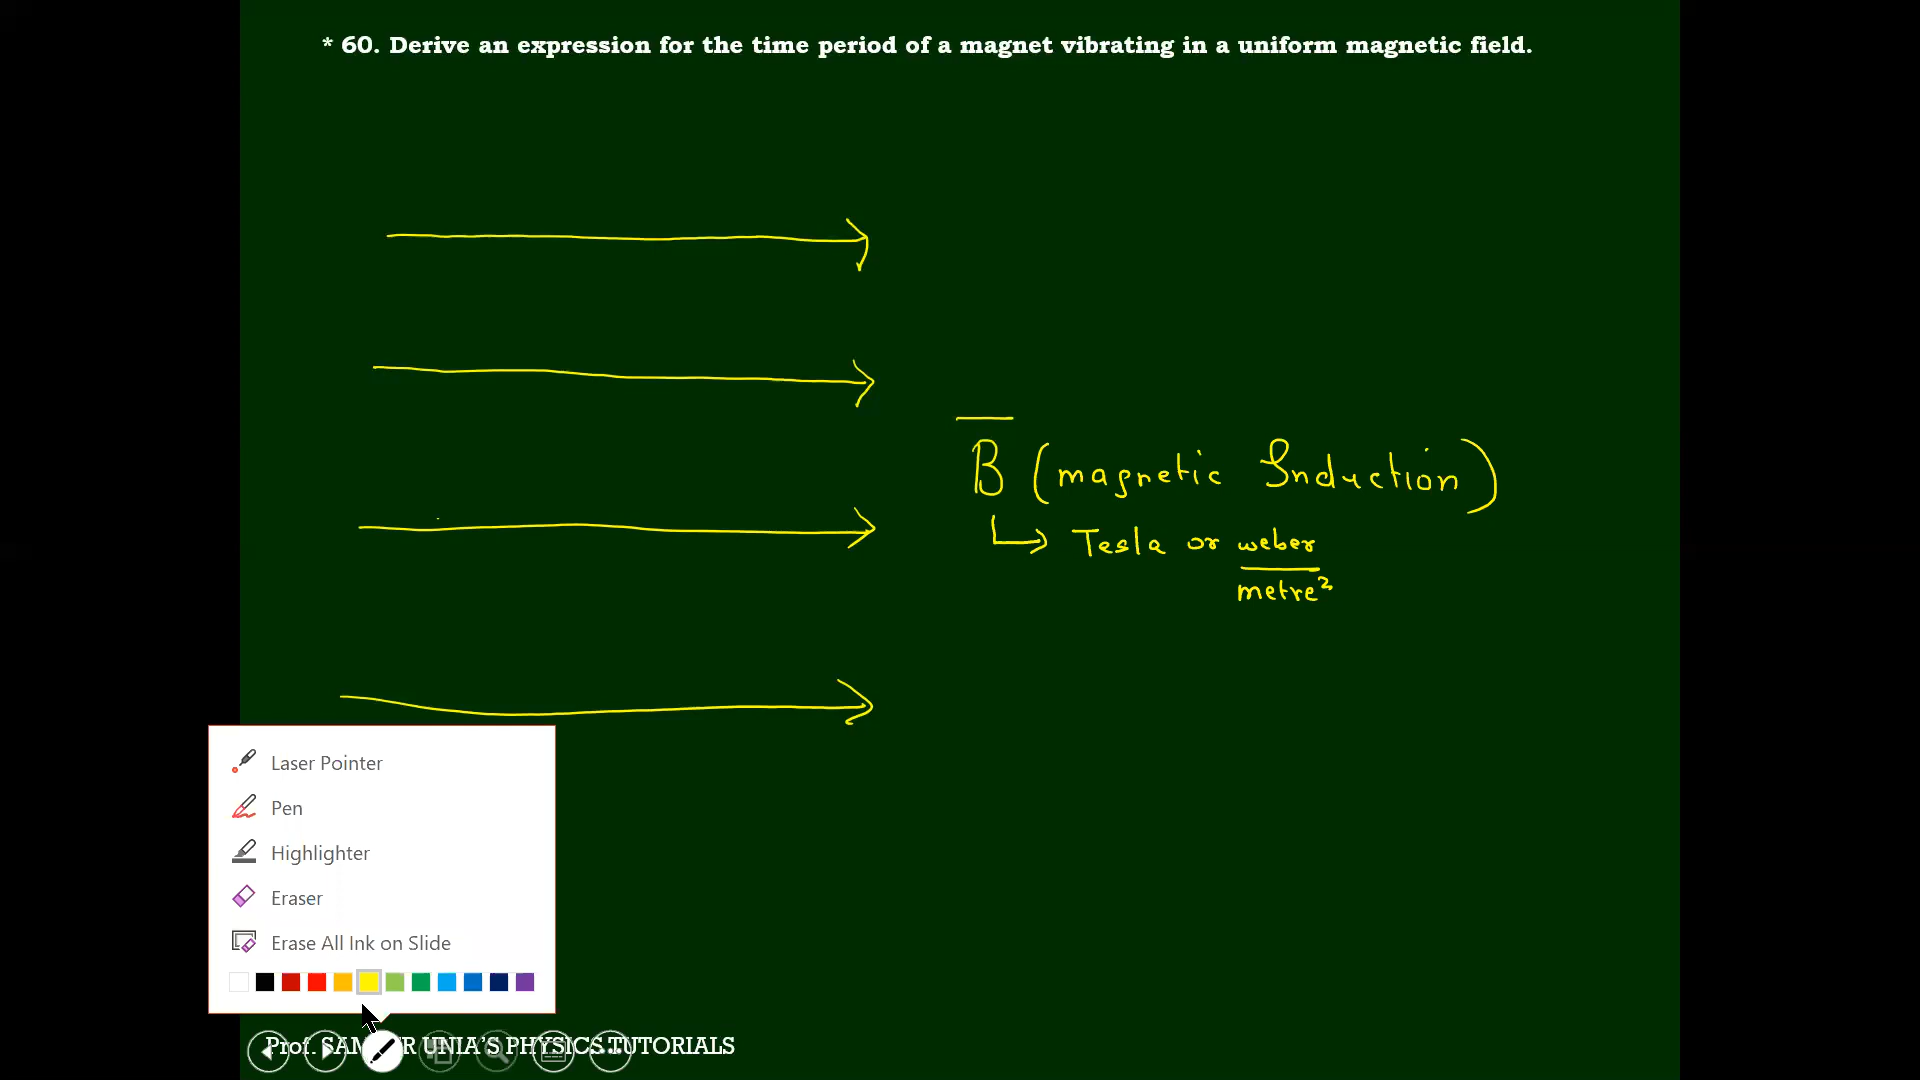 * 60. Derive an expression for the time period of a magnet vibrating in a uniform magnetic field.
B (magnetic Induction)
Tesla or weber
metre²
Laser Pointer
Pen
Highlighter
Eraser
Erase All Ink on Slide
Prof. UNIA'S PHYSICS TUTORIALS